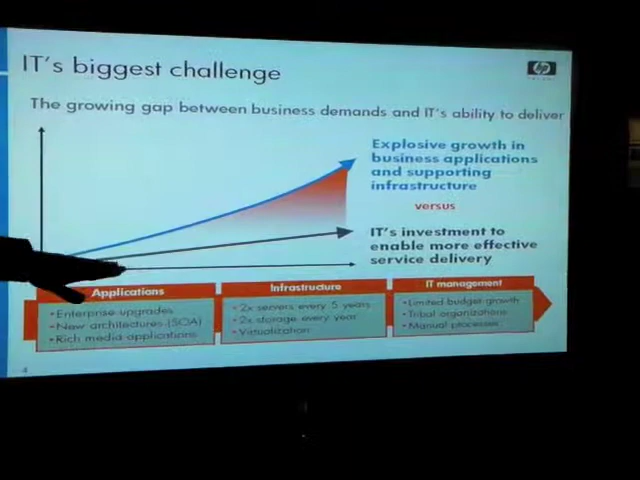 IT's biggest challenge
hp
The growing gap between business demands and IT's ability to deliver
Explosive growth in
business applications
and supporting
infrastructure
versus
IT's investment to
enable more effective
service delivery
Applications
• Enterprise upgrades
• New architectures (SOA)
• Rich media applications
Infrastructure
• 2x servers every 5 years
• 2x storage every year
• Virtualization
IT management
• Limited budget growth
• Tribal organizations
• Manual processes
4